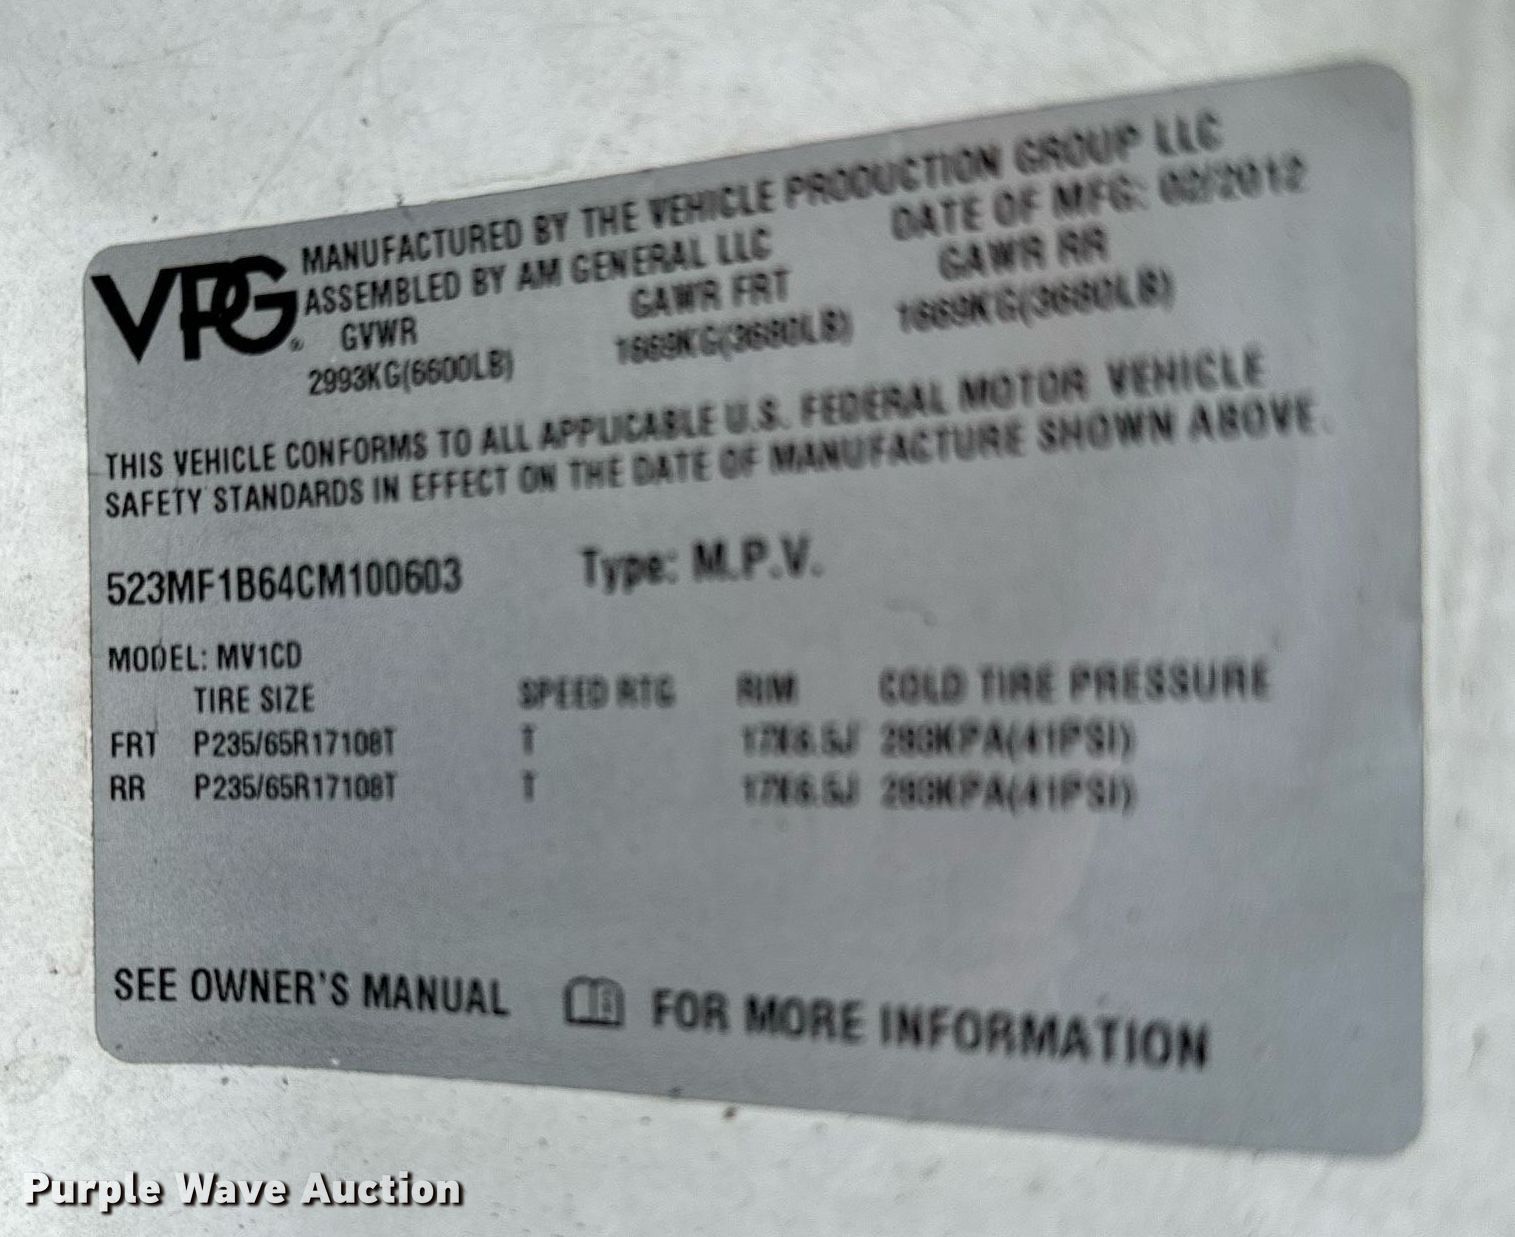 VPG®
MANUFACTURED BY THE VEHICLE PRODUCTION GROUP LLC
ASSEMBLED BY AM GENERAL LLC DATE OF MFG: 02/2012
GVWR GAWR FRT GAWR RR
2993KG(6600LB) 1669KG(3680LB) 1669KG(3680LB)
THIS VEHICLE CONFORMS TO ALL APPLICABLE U.S. FEDERAL MOTOR VEHICLE
SAFETY STANDARDS IN EFFECT ON THE DATE OF MANUFACTURE SHOWN ABOVE.
523MF1B64CM100603 Type: M.P.V.
MODEL: MV1CD
TIRE SIZE SPEED RTG RIM COLD TIRE PRESSURE
FRT P235/65R17108T T 17X6.5J 283KPA(41PSI)
RR P235/65R17108T T 17X6.5J 283KPA(41PSI)
SEE OWNER'S MANUAL FOR MORE INFORMATION
Purple Wave Auction